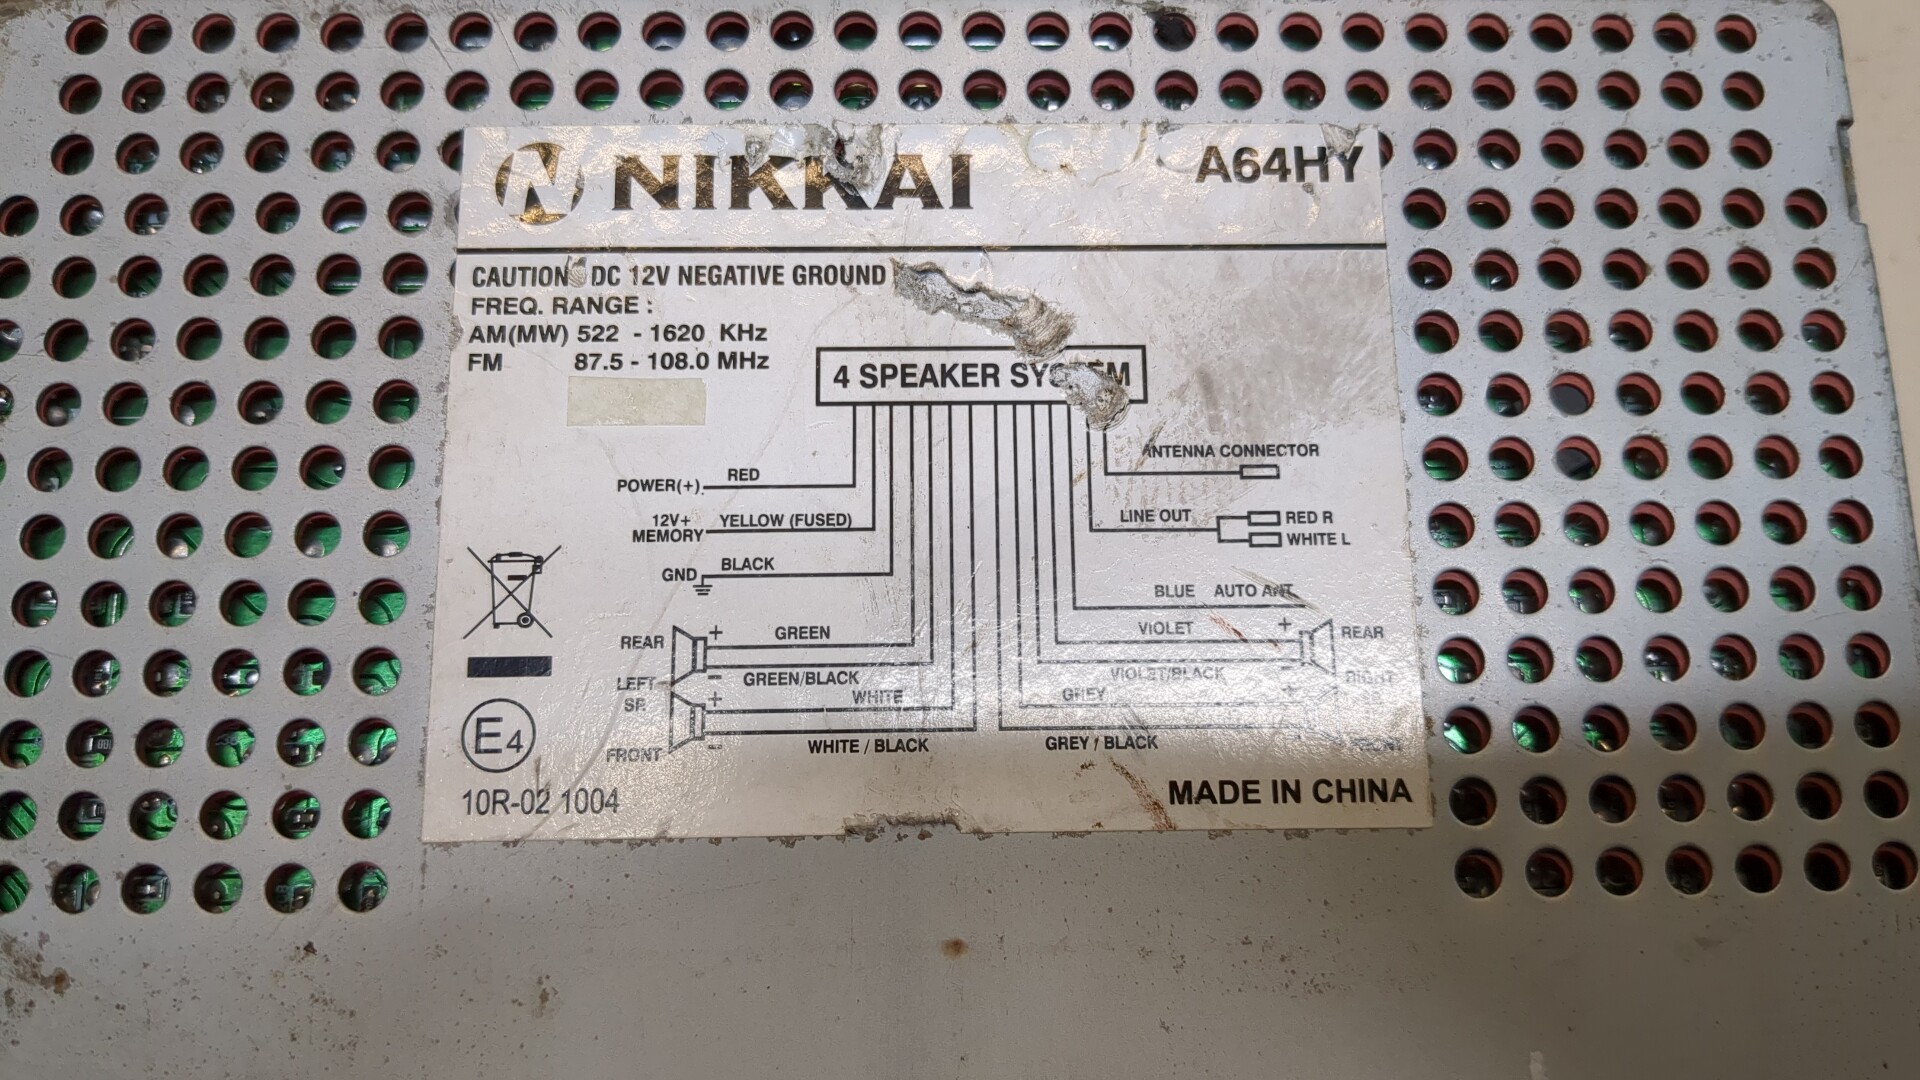 NIKKAI
A64HY
CAUTION DC 12V NEGATIVE GROUND
FREQ. RANGE :
AM(MW) 522 - 1620 KHz
FM 87.5 - 108.0 MHz
4 SPEAKER SYSTEM
ANTENNA CONNECTOR
RED
POWER(+)
LINE OUT
RED R
WHITE L
12V+
MEMORY
YELLOW (FUSED)
BLACK
GND
BLUE AUTO ANT.
REAR
+
GREEN
VIOLET
+
REAR
LEFT
-
GREEN/BLACK
VIOLET/BLACK
-
RIGHT
SP.
+
WHITE
GREY
+
SP.
FRONT
-
WHITE / BLACK
GREY / BLACK
FRONT
E4
10R-02 1004
MADE IN CHINA